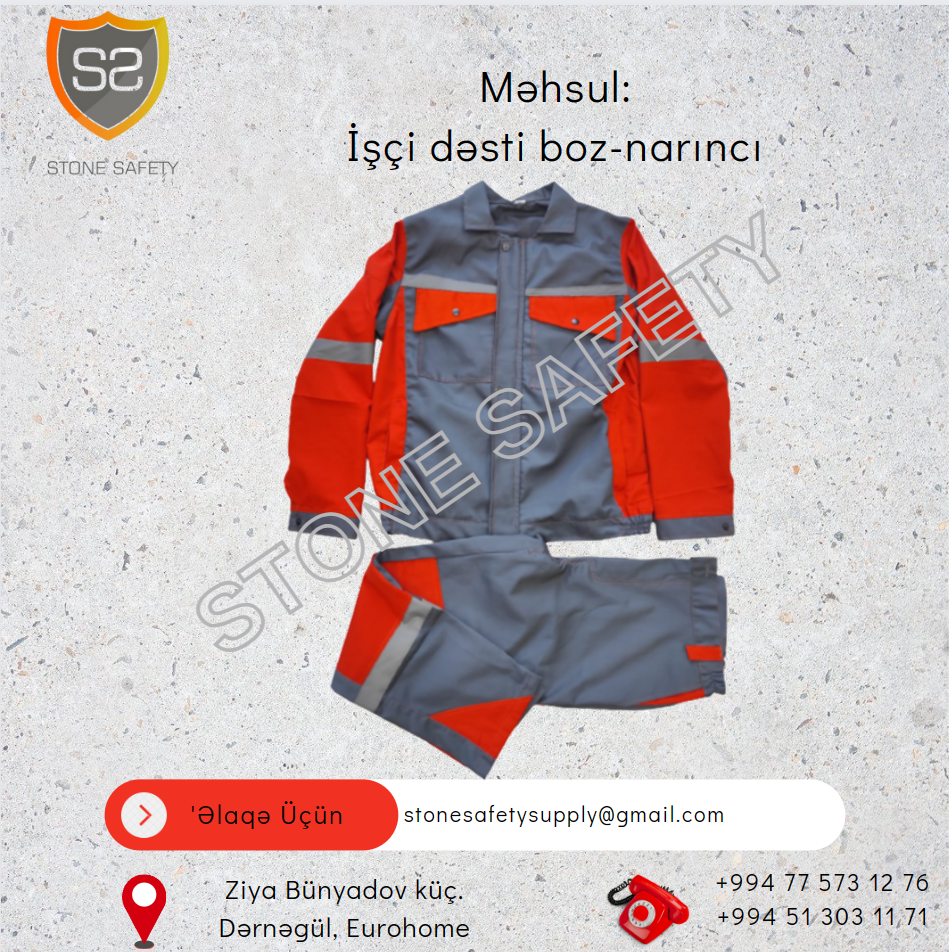 SS
STONE SAFETY
Məhsul:
İşçi dəsti boz-narıncı
STONE SAFETY
'Əlaqə Üçün
stonesafetysupply@gmail.com
Ziya Bünyadov küç.
Dərnəgül, Eurohome
+994 77 573 12 76
+994 51 303 11 71